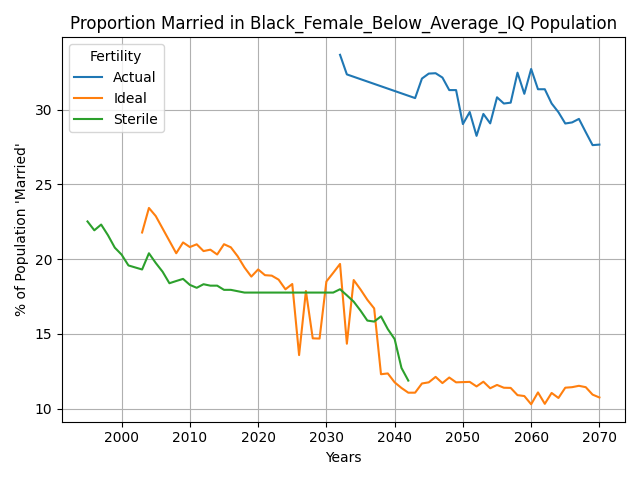 Proportion Married in Black_Female_Below_Average_IQ Population
Fertility
Actual
Ideal
Sterile
% of Population 'Married'
30
25
20
15
10
2000 2010 2020 2030 2040 2050 2060 2070
Years